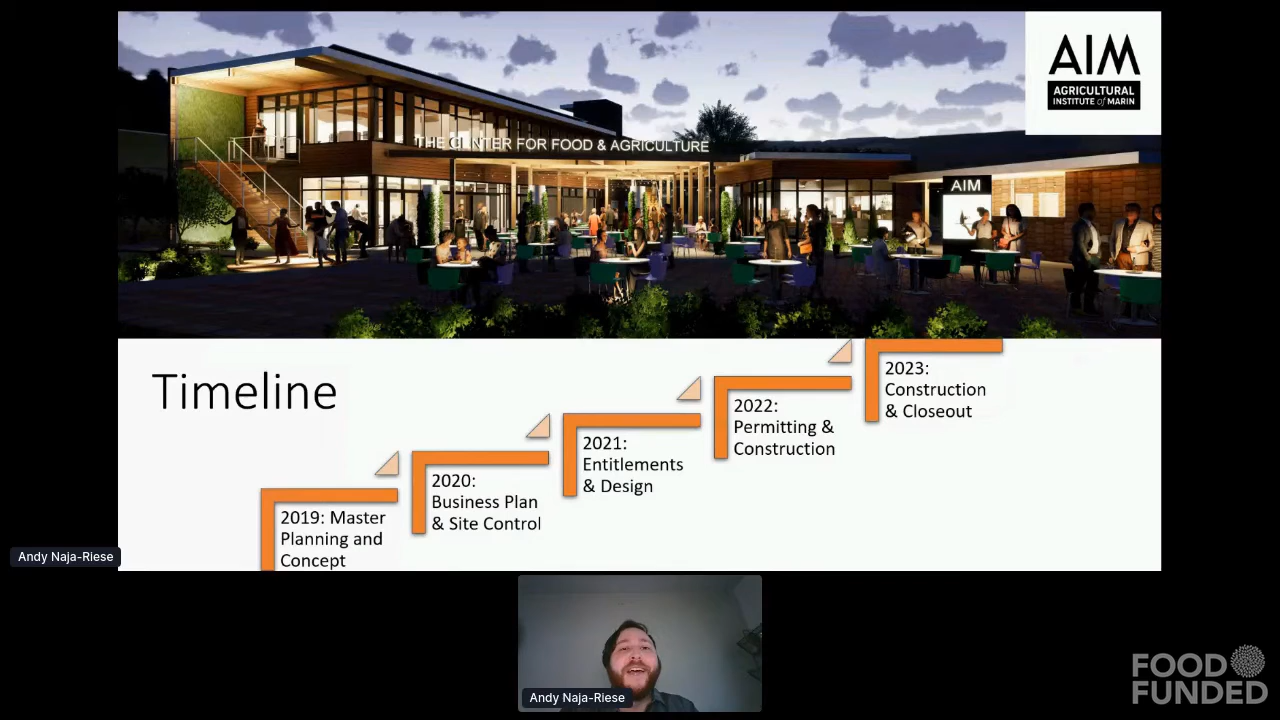 AIM
AGRICULTURAL
INSTITUTE of MARIN
THE CENTER FOR FOOD & AGRICULTURE
AIM
Timeline
2019: Master
Planning and
Concept
2020:
Business Plan
& Site Control
2021:
Entitlements
& Design
2022:
Permitting &
Construction
2023:
Construction
& Closeout
Andy Naja-Riese
Andy Naja-Riese
FOOD
FUNDED